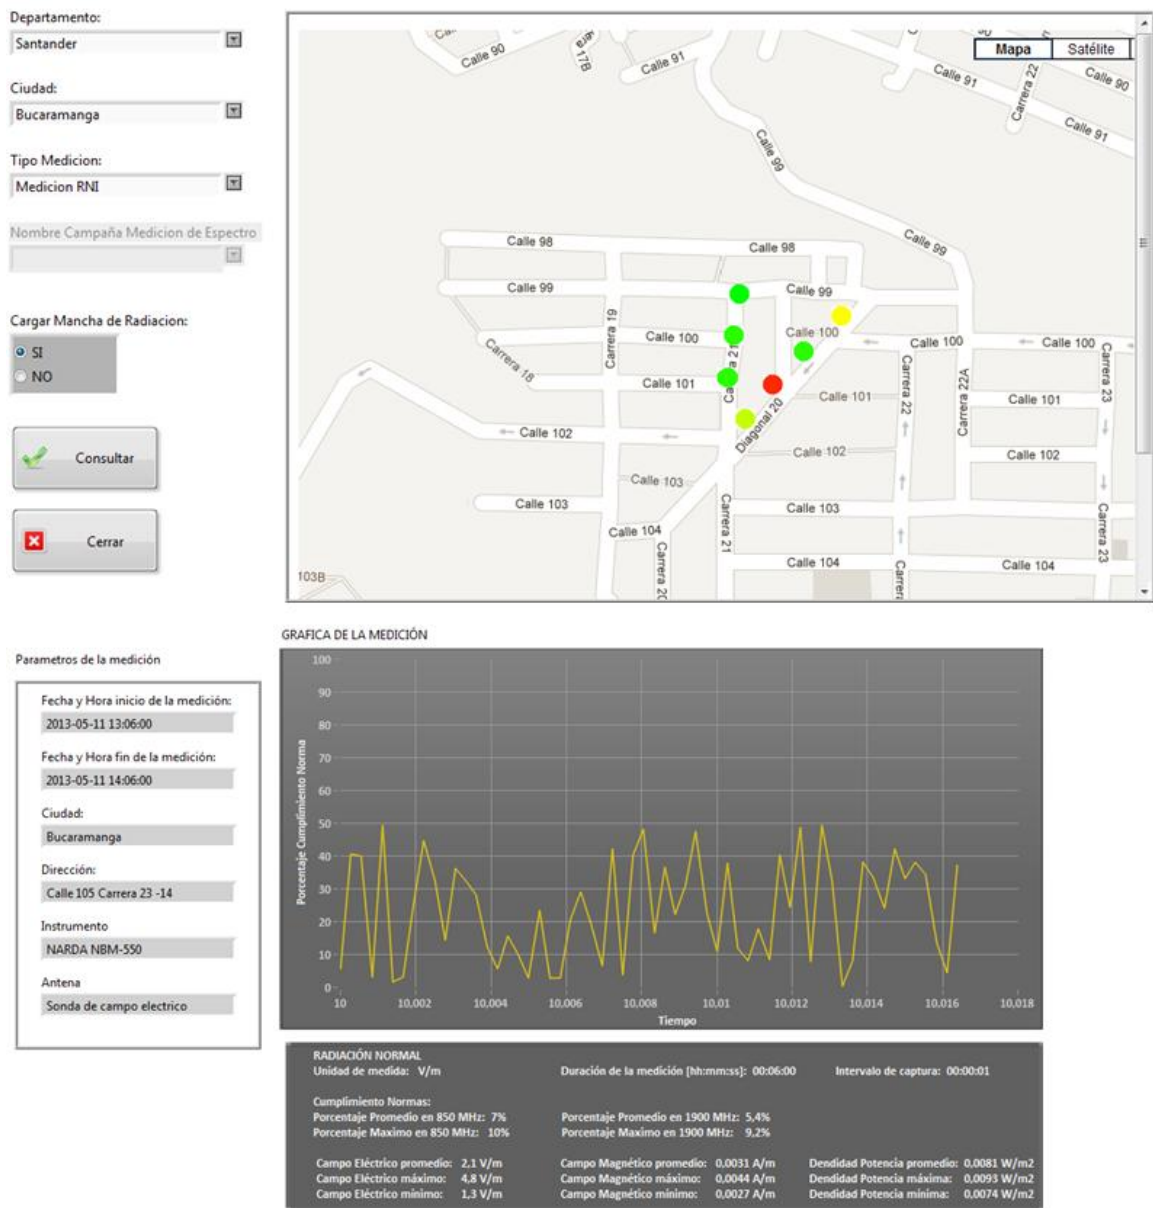 Departamento:
Santander
Ciudad:
Bucaramanga
Tipo Medicion:
Medicion RNI
Nombre Campaña Medicion de Espectro
Cargar Mancha de Radiacion:
SI
NO
Consultar
Cerrar
Mapa
Satélite
Calle 90
17B
Calle 91
Calle 91
Carrera 22
Calle 90
Calle 91
Calle 99
Calle 99
Calle 98
Calle 98
Calle 99
Calle 99
Carrera 19
Calle 100
Calle 100
Calle 100
Calle 100
Carrera 18
Calle 101
Calle 101
Calle 101
Carrera 22
Carrera 22A
Carrera 23
Diagonal 20
Calle 102
Calle 102
Calle 102
Calle 103
Calle 103
Calle 103
Calle 103
Carrera 21
Calle 104
Calle 104
Calle 104
Carrera 23
103B
GRAFICA DE LA MEDICIÓN
Parametros de la medición
Fecha y Hora inicio de la medición:
2013-05-11 13:06:00
Fecha y Hora fin de la medición:
2013-05-11 14:06:00
Ciudad:
Bucaramanga
Dirección:
Calle 105 Carrera 23 -14
Instrumento
NARDA NBM-550
Antena
Sonda de campo electrico
Porcentaje Cumplimiento Norma
100
90
80
70
60
50
40
30
20
10
0
10 10,002 10,004 10,006 10,008 10,01 10,012 10,014 10,016 10,018
Tiempo
RADIACIÓN NORMAL
Unidad de medida: V/m Duración de la medición [hh:mm:ss]: 00:06:00 Intervalo de captura: 00:00:01
Cumplimiento Normas:
Porcentaje Promedio en 850 MHz: 7% Porcentaje Promedio en 1900 MHz: 5,4%
Porcentaje Maximo en 850 MHz: 10% Porcentaje Maximo en 1900 MHz: 9,2%
Campo Eléctrico promedio: 2,1 V/m Campo Magnético promedio: 0,0031 A/m Dendidad Potencia promedio: 0,0081 W/m2
Campo Eléctrico máximo: 4,8 V/m Campo Magnético máximo: 0,0044 A/m Dendidad Potencia máxima: 0,0093 W/m2
Campo Eléctrico mínimo: 1,3 V/m Campo Magnético mínimo: 0,0027 A/m Dendidad Potencia mínima: 0,0074 W/m2